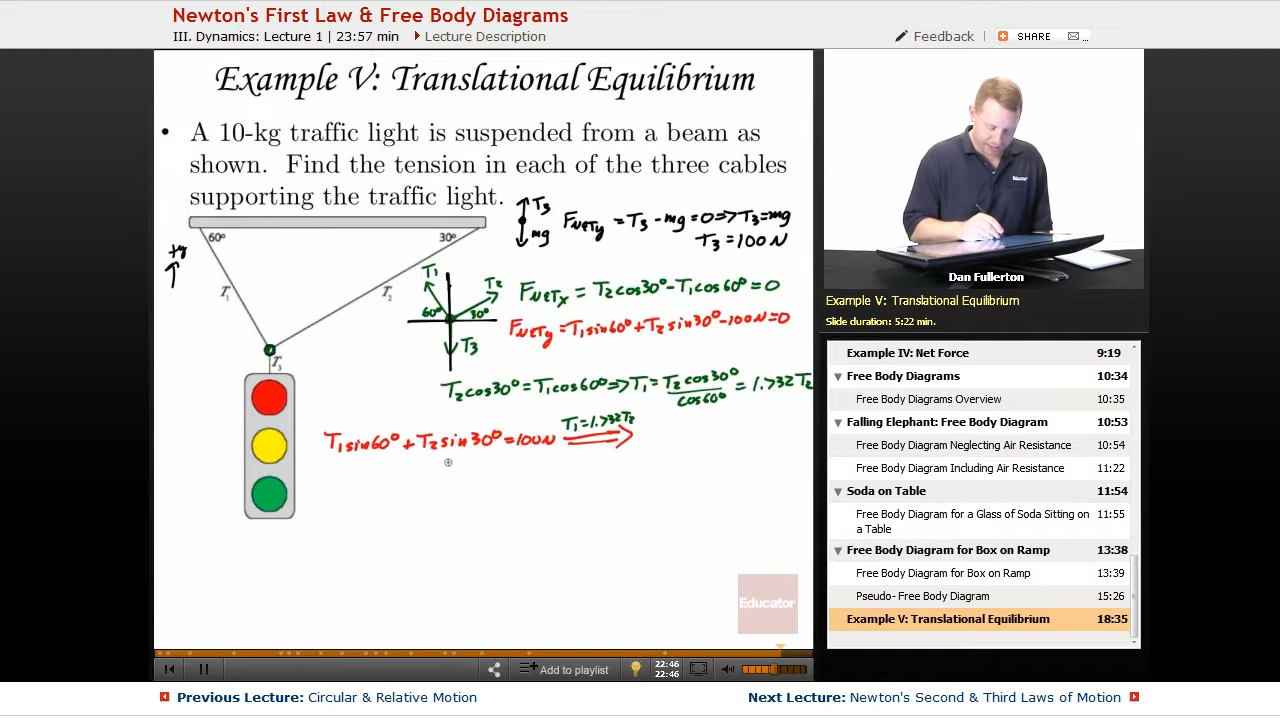 Newton's First Law & Free Body Diagrams
III. Dynamics: Lecture 1 | 23:57 min
Lecture Description
Feedback
SHARE
Example V: Translational Equilibrium
• A 10-kg traffic light is suspended from a beam as
shown. Find the tension in each of the three cables
supporting the traffic light.
+y
60°
30°
T₁
T₂
T₃
T₃
mg
FNETy = T₃ - mg = 0 => T₃ = mg
T₃ = 100N
T₁
T₂
60°
30°
T₃
FNETx = T₂cos30° - T₁cos60° = 0
FNETy = T₁sin60° + T₂sin30° - 100N = 0
T₂cos30° = T₁cos60° => T₁ = T₂cos30°/cos60° = 1.732T₂
T₁sin60° + T₂sin30° = 100N
T₁=1.732T₂
Educator
Add to playlist
22:46
22:46
Educator
Dan Fullerton
Example V: Translational Equilibrium
Slide duration: 5:22 min.
Example IV: Net Force 9:19
Free Body Diagrams 10:34
Free Body Diagrams Overview 10:35
Falling Elephant: Free Body Diagram 10:53
Free Body Diagram Neglecting Air Resistance 10:54
Free Body Diagram Including Air Resistance 11:22
Soda on Table 11:54
Free Body Diagram for a Glass of Soda Sitting on 11:55
a Table
Free Body Diagram for Box on Ramp 13:38
Free Body Diagram for Box on Ramp 13:39
Pseudo- Free Body Diagram 15:26
Example V: Translational Equilibrium 18:35
Previous Lecture: Circular & Relative Motion
Next Lecture: Newton's Second & Third Laws of Motion